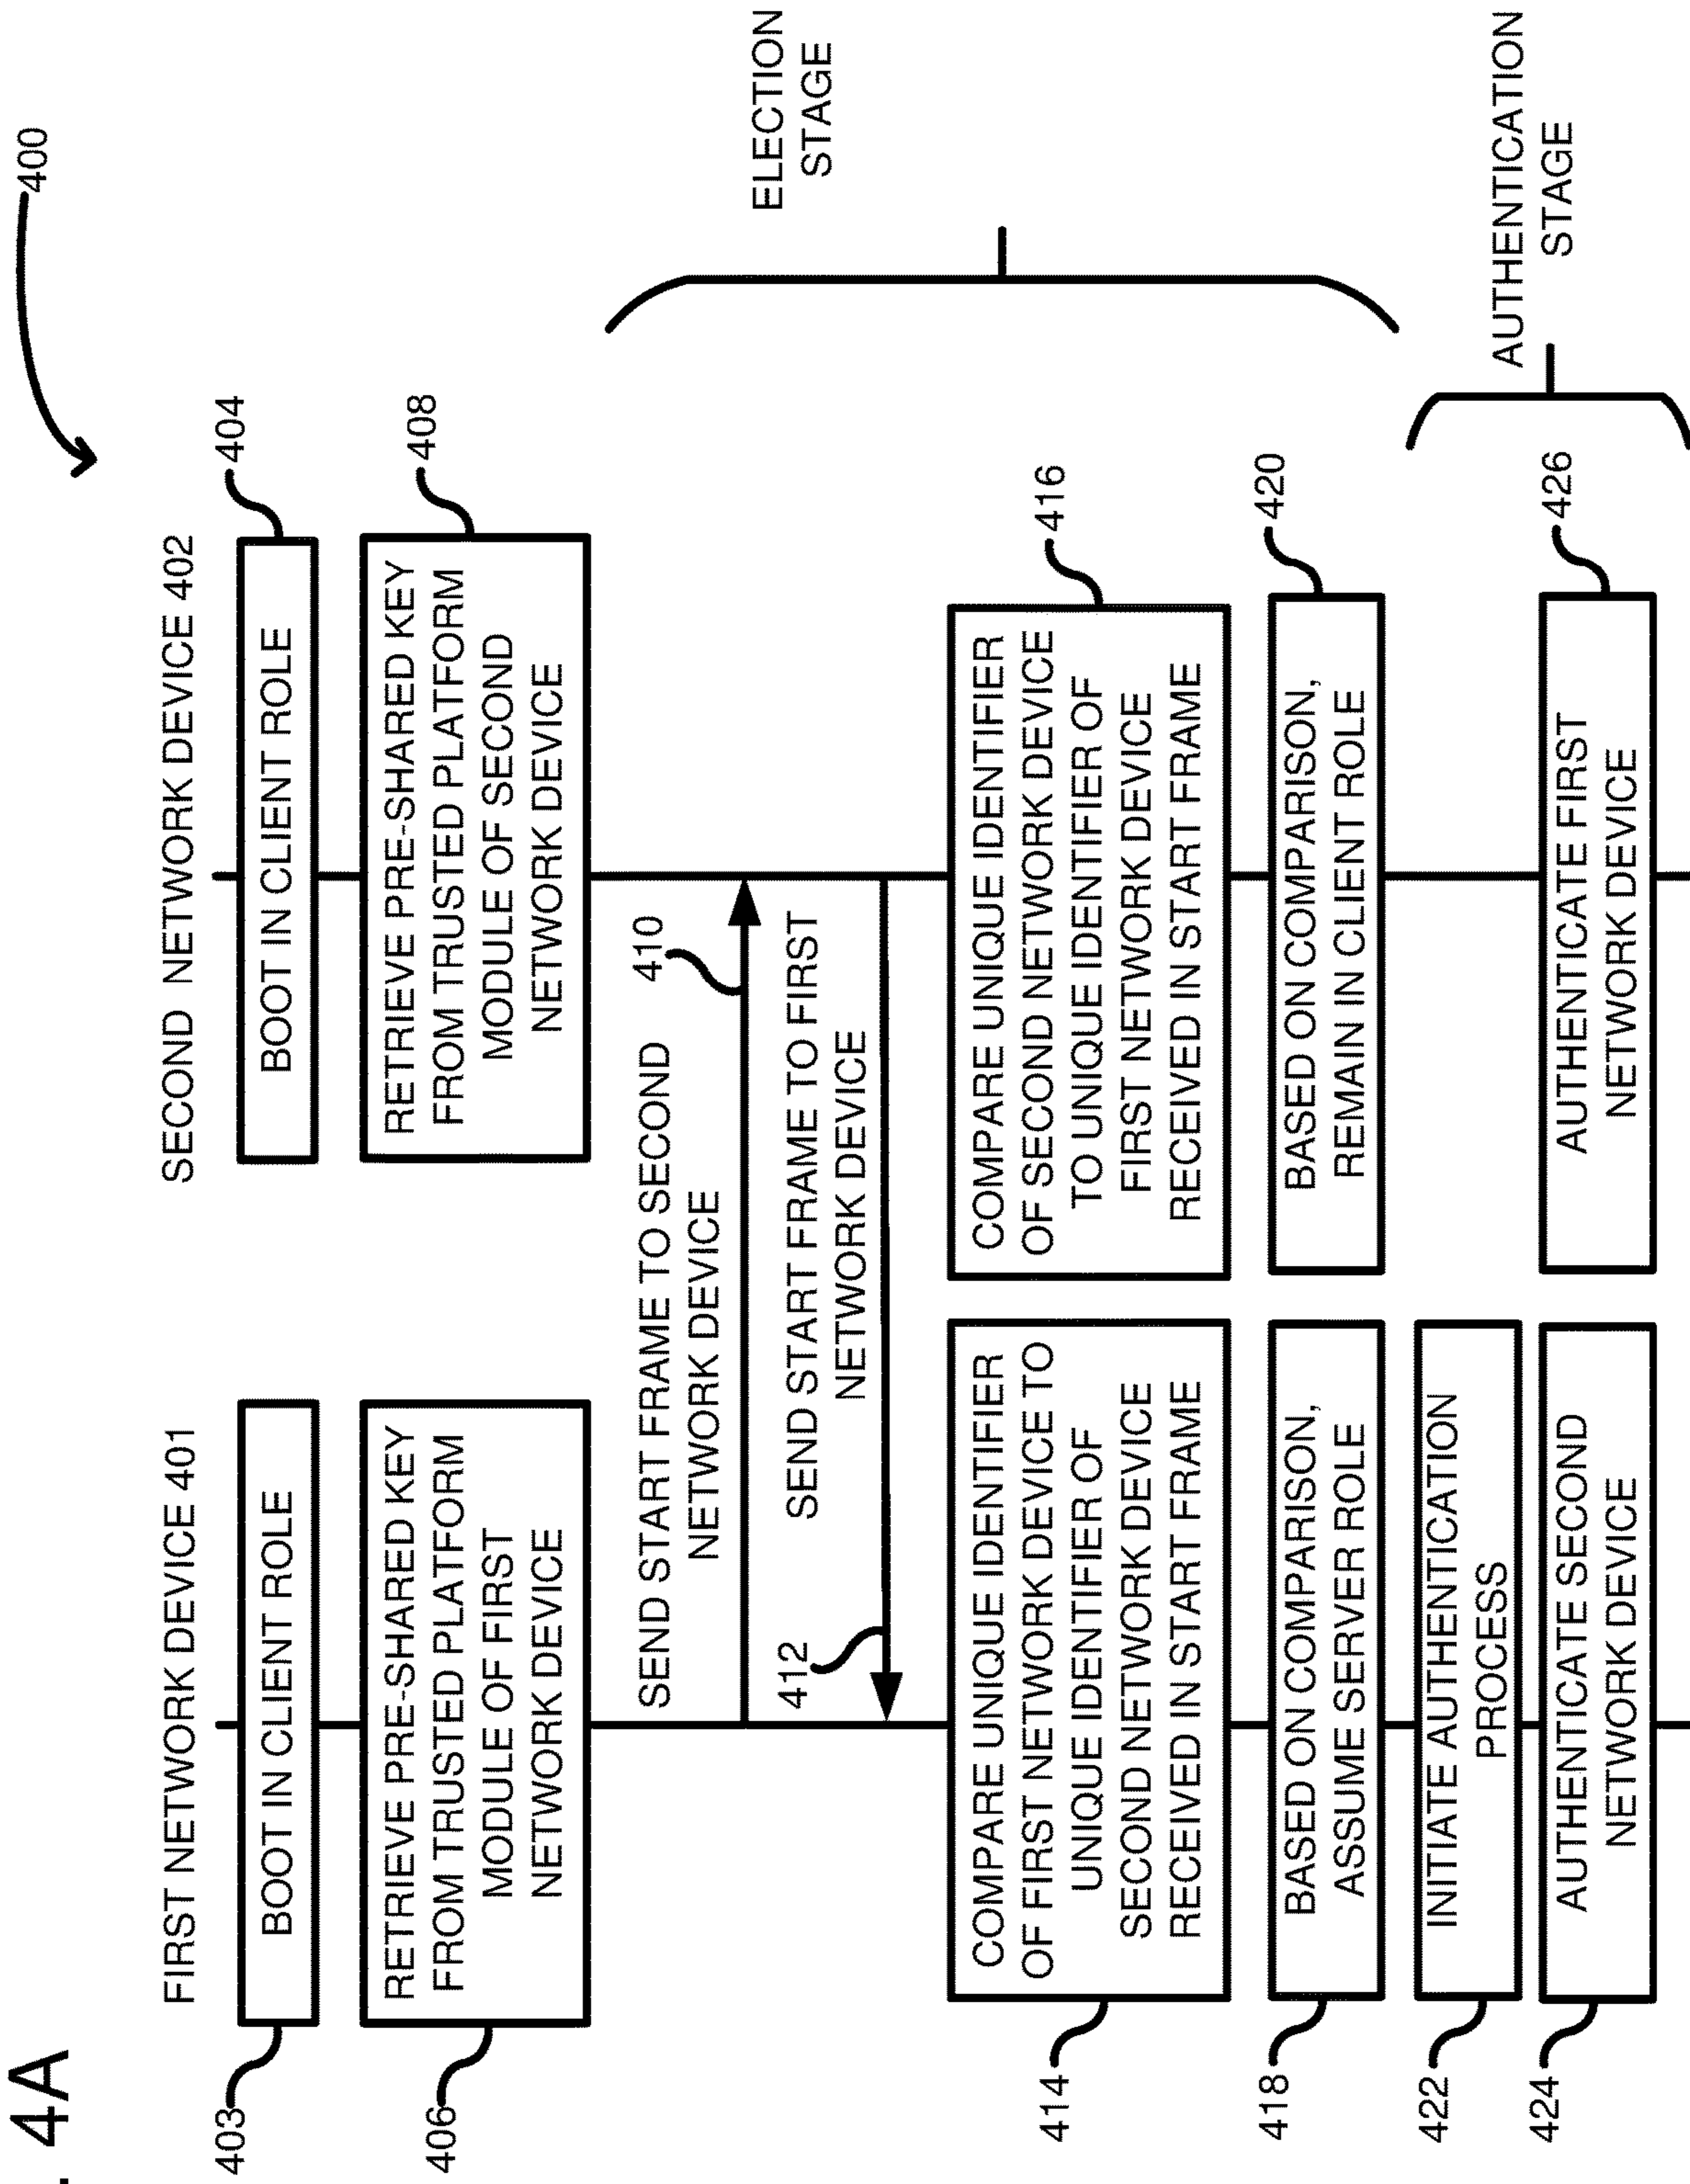 . 4A
400
FIRST NETWORK DEVICE 401
SECOND NETWORK DEVICE 402
403
BOOT IN CLIENT ROLE
BOOT IN CLIENT ROLE
404
406
RETRIEVE PRE-SHARED KEY
FROM TRUSTED PLATFORM
MODULE OF FIRST
NETWORK DEVICE
RETRIEVE PRE-SHARED KEY
FROM TRUSTED PLATFORM
MODULE OF SECOND
NETWORK DEVICE
408
SEND START FRAME TO SECOND
NETWORK DEVICE
410
412
SEND START FRAME TO FIRST
NETWORK DEVICE
ELECTION
STAGE
414
COMPARE UNIQUE IDENTIFIER
OF FIRST NETWORK DEVICE TO
UNIQUE IDENTIFIER OF
SECOND NETWORK DEVICE
RECEIVED IN START FRAME
COMPARE UNIQUE IDENTIFIER
OF SECOND NETWORK DEVICE
TO UNIQUE IDENTIFIER OF
FIRST NETWORK DEVICE
RECEIVED IN START FRAME
416
418
BASED ON COMPARISON,
ASSUME SERVER ROLE
BASED ON COMPARISON,
REMAIN IN CLIENT ROLE
420
422
INITIATE AUTHENTICATION
PROCESS
AUTHENTICATION
STAGE
424
AUTHENTICATE SECOND
NETWORK DEVICE
AUTHENTICATE FIRST
NETWORK DEVICE
426